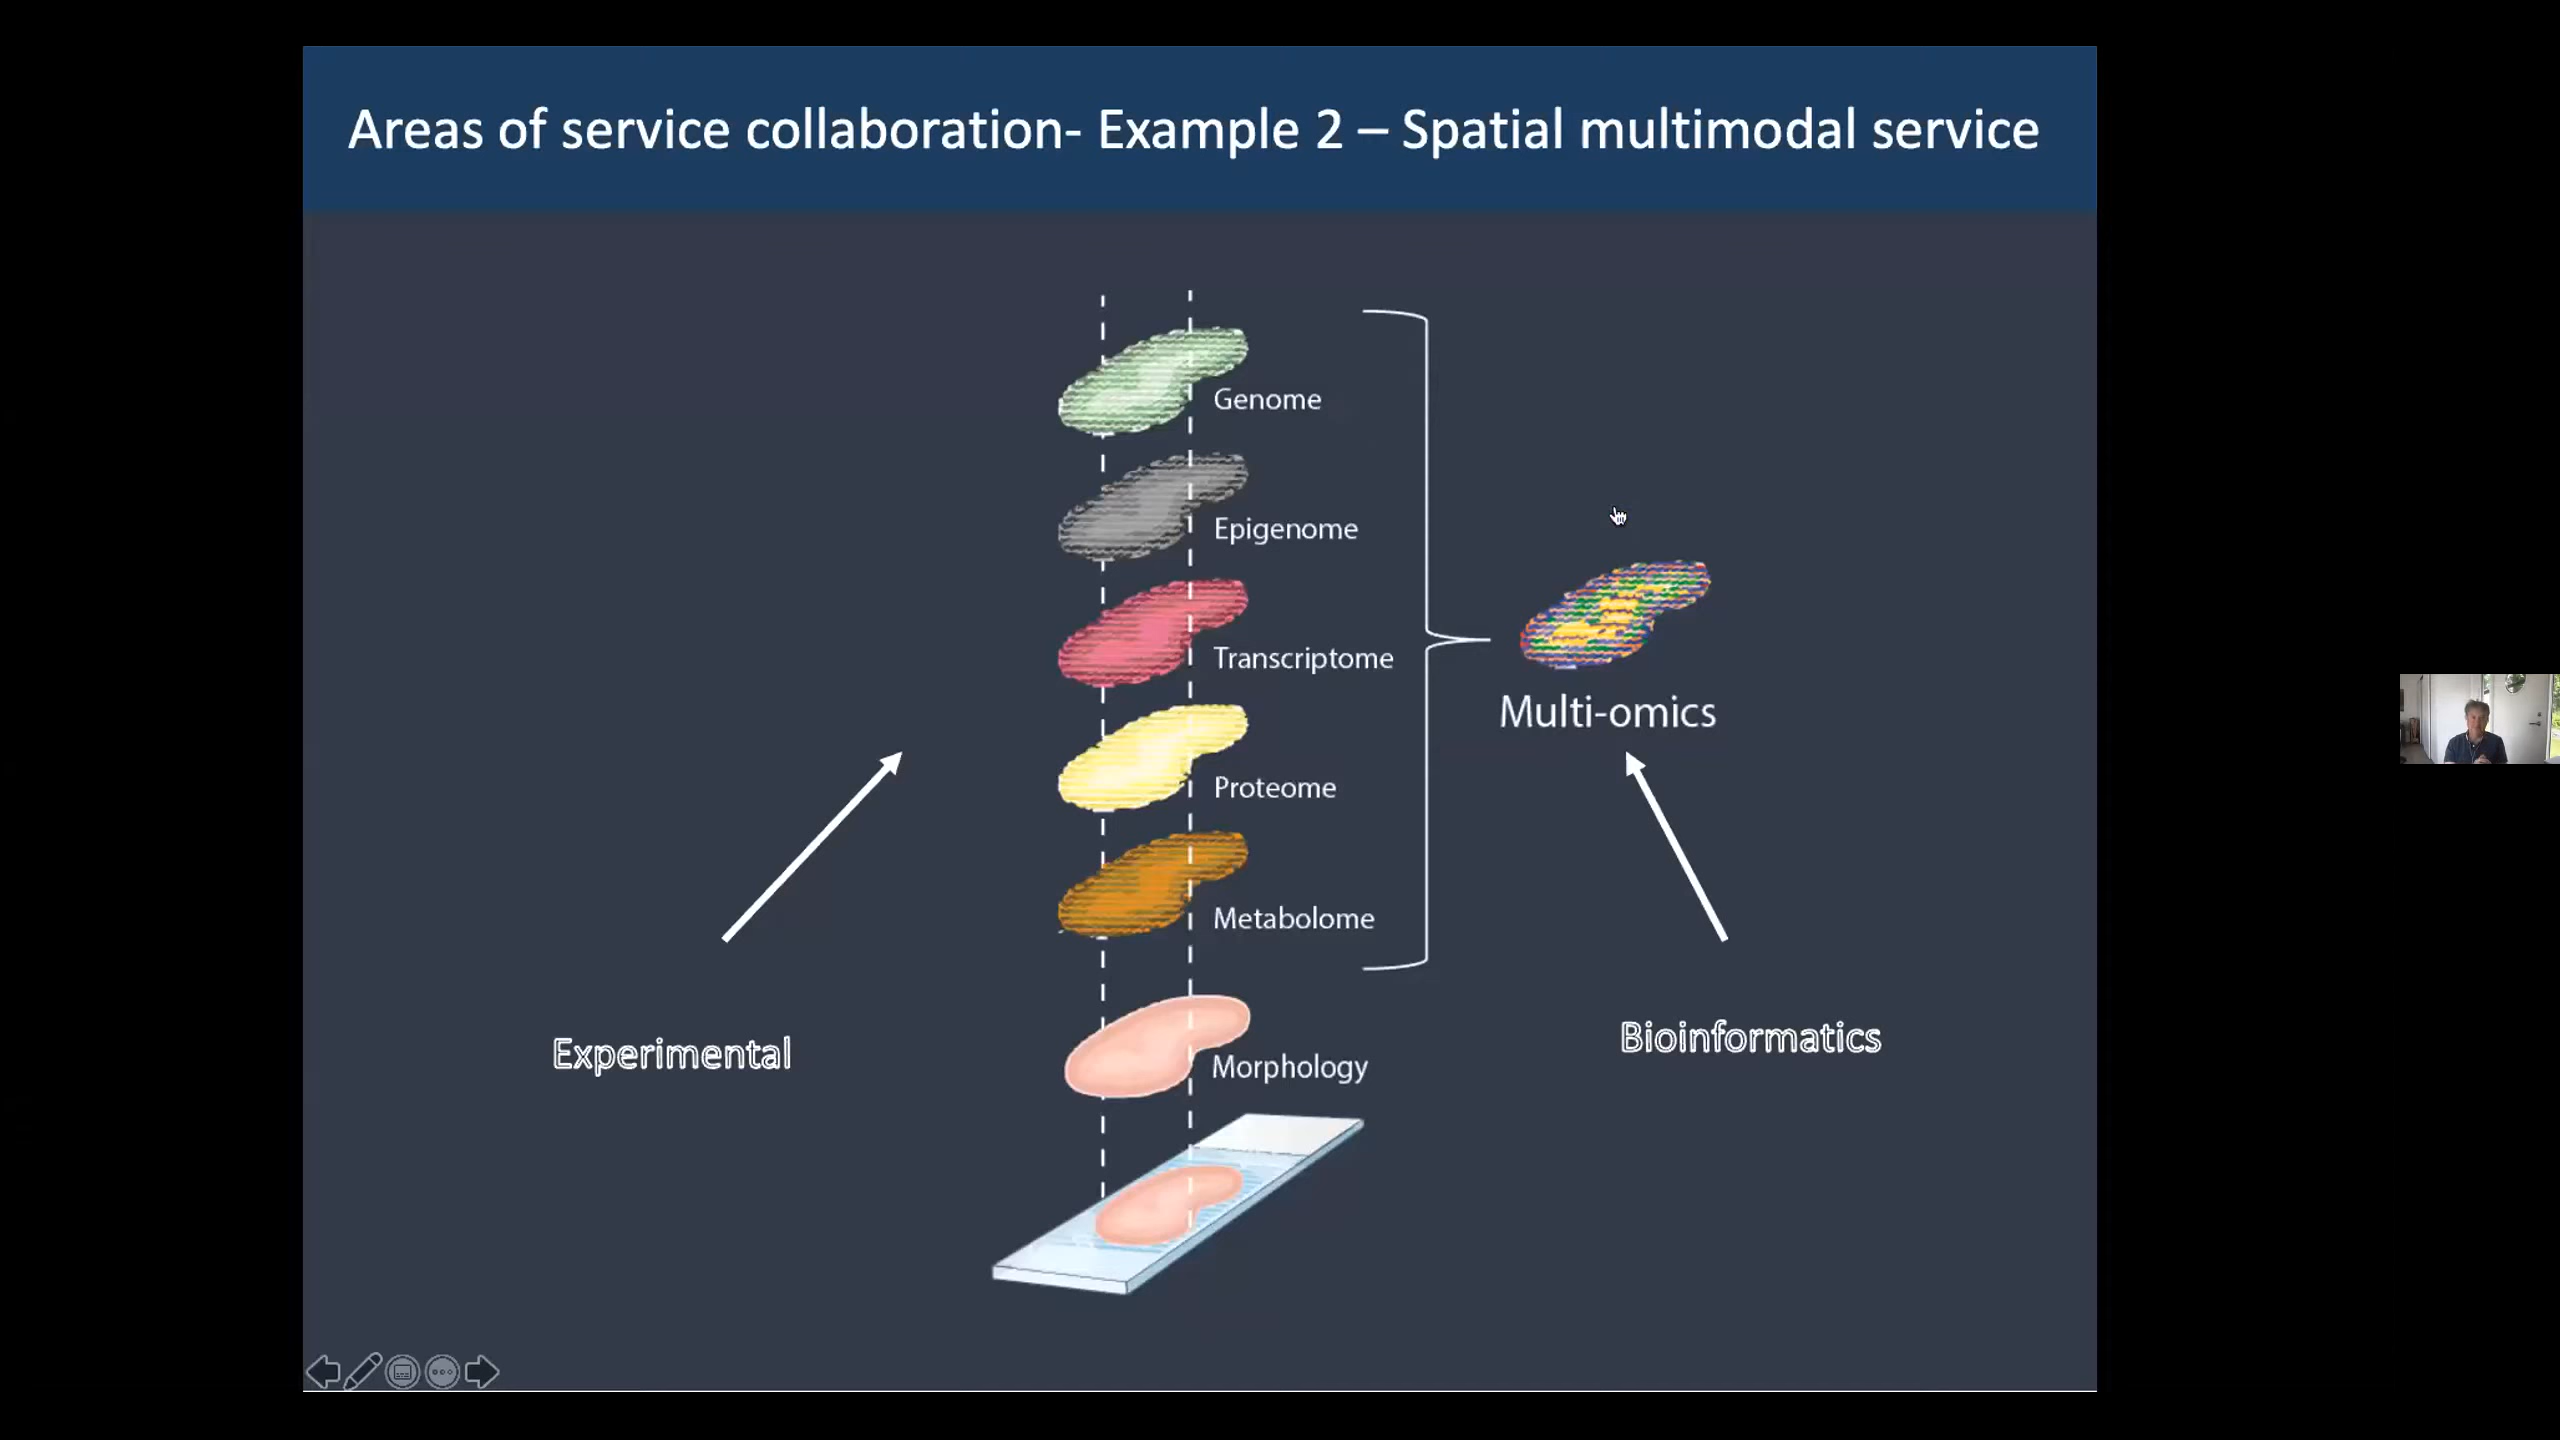 Areas of service collaboration- Example 2 – Spatial multimodal service
Genome
Epigenome
Transcriptome
Proteome
Metabolome
Multi-omics
Experimental
Bioinformatics
Morphology